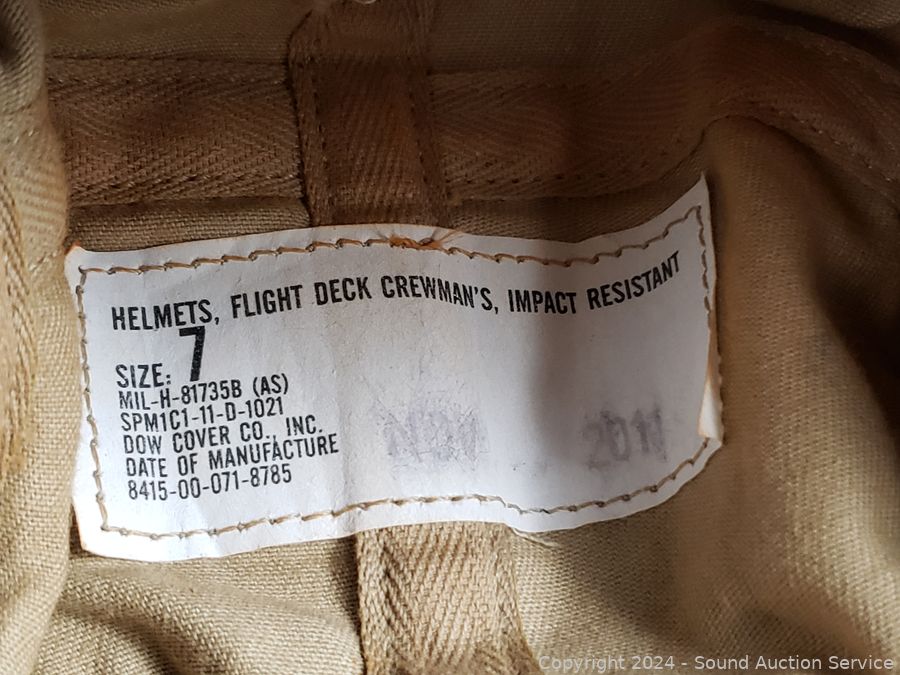 HELMETS, FLIGHT DECK CREWMAN'S, IMPACT RESISTANT
SIZE: 7
MIL-H-81735B (AS)
SPM1C1-11-D-1021
DOW COVER CO., INC.
DATE OF MANUFACTURE NOV 2011
8415-00-071-8785
Copyright © 2024 - Sound Auction Service